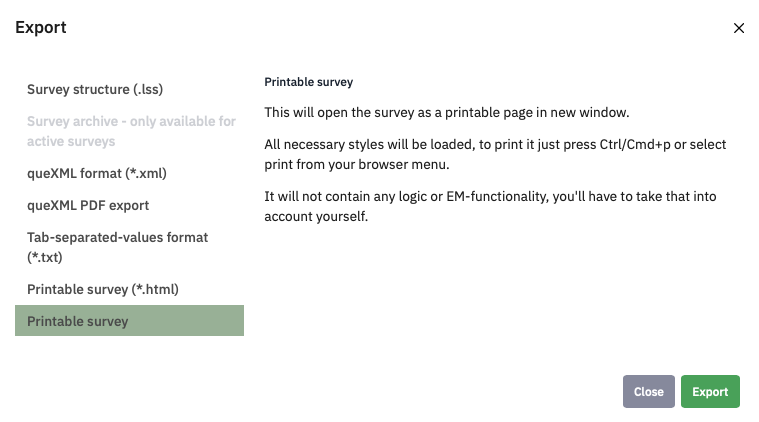 Export
Survey structure (.lss)
Survey archive - only available for
active surveys
queXML format (*.xml)
queXML PDF export
Tab-separated-values format
(*.txt)
Printable survey (*.html)
Printable survey
Printable survey
This will open the survey as a printable page in new window.
All necessary styles will be loaded, to print it just press Ctrl/Cmd+p or select
print from your browser menu.
It will not contain any logic or EM-functionality, you'll have to take that into
account yourself.
Close
Export